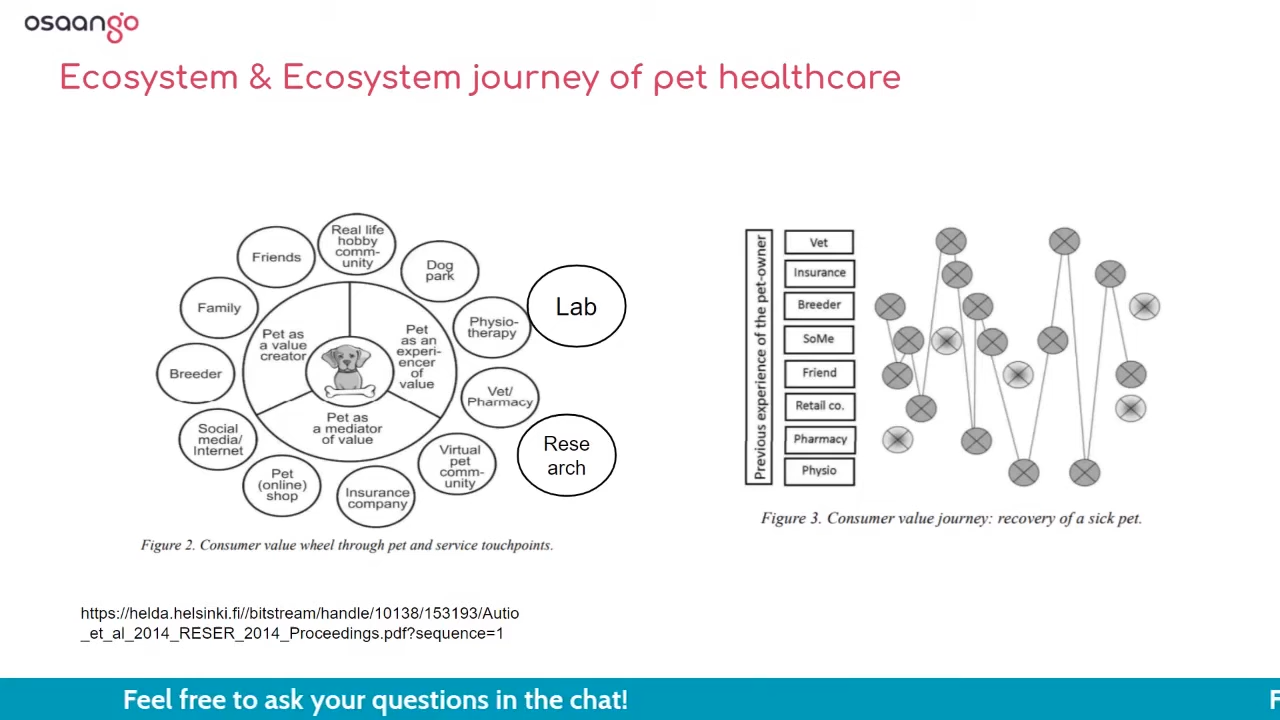 osaango
Ecosystem & Ecosystem journey of pet healthcare
Real life
hobby
comm-
unity
Friends
Dog
park
Family
Physio-
therapy
Lab
Breeder
Vet/
Pharmacy
Social
media/
Internet
Rese
arch
Pet
(online)
shop
Insurance
company
Virtual
pet
comm-
unity
Pet as
a value
creator
Pet
as an
experi-
encer
of
value
Pet as
a mediator
of value
Figure 2. Consumer value wheel through pet and service touchpoints.
Previous experience of the pet-owner
Vet
Insurance
Breeder
SoMe
Friend
Retail co.
Pharmacy
Physio
Figure 3. Consumer value journey: recovery of a sick pet.
https://helda.helsinki.fi//bitstream/handle/10138/153193/Autio
_et_al_2014_RESER_2014_Proceedings.pdf?sequence=1
Feel free to ask your questions in the chat!
F